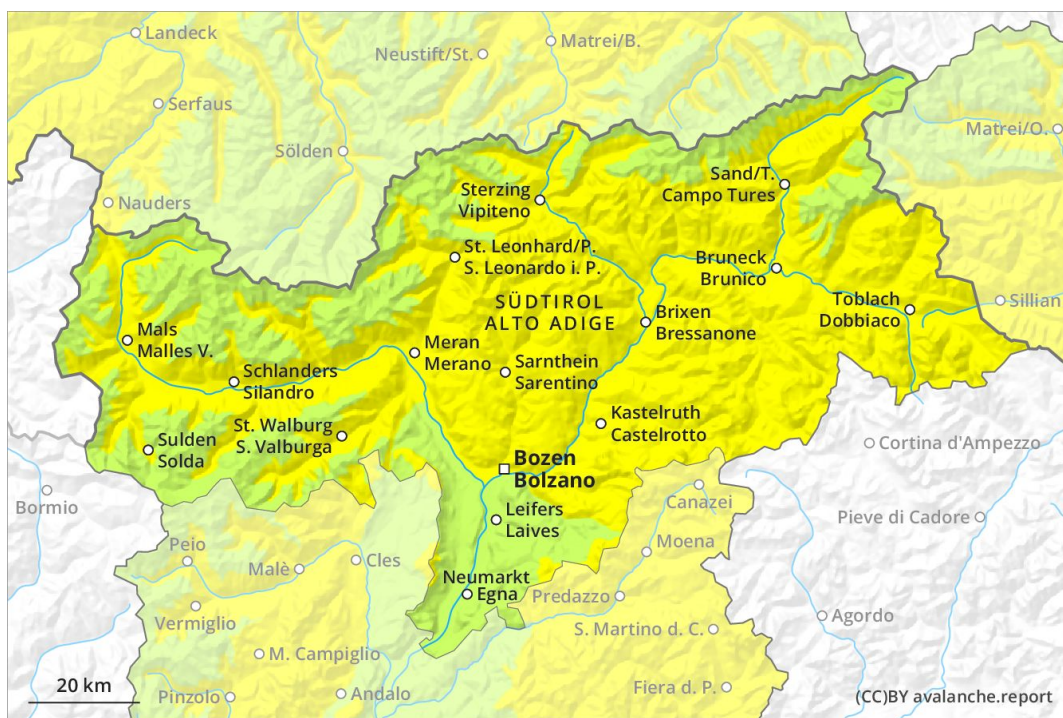 Landeck
Matrei/B.
Neustift/St.
Serfaus
Matrei/O.
Sölden
Sand/T.
Campo Tures
Sterzing
Vipiteno
Nauders
St. Leonhard/P.
S. Leonardo i. P.
Bruneck
Brunico
SÜDTIROL
ALTO ADIGE
Toblach
Dobbiaco
Sillian
Brixen
Bressanone
Mals
Malles V.
Meran
Merano
Sarnthein
Sarentino
Schlanders
Silandro
Kastelruth
Castelrotto
St. Walburg
S. Valburga
Sulden
Solda
Cortina d'Ampezzo
Bozen
Bolzano
Bormio
Canazei
Leifers
Laives
Pieve di Cadore
Peio
Cles
Moena
Malè
Neumarkt
Egna
Predazzo
Vermiglio
Agordo
S. Martino d. C.
M. Campiglio
20 km
Pinzolo
Andalo
Fiera d. P.
(CC)BY avalanche.report